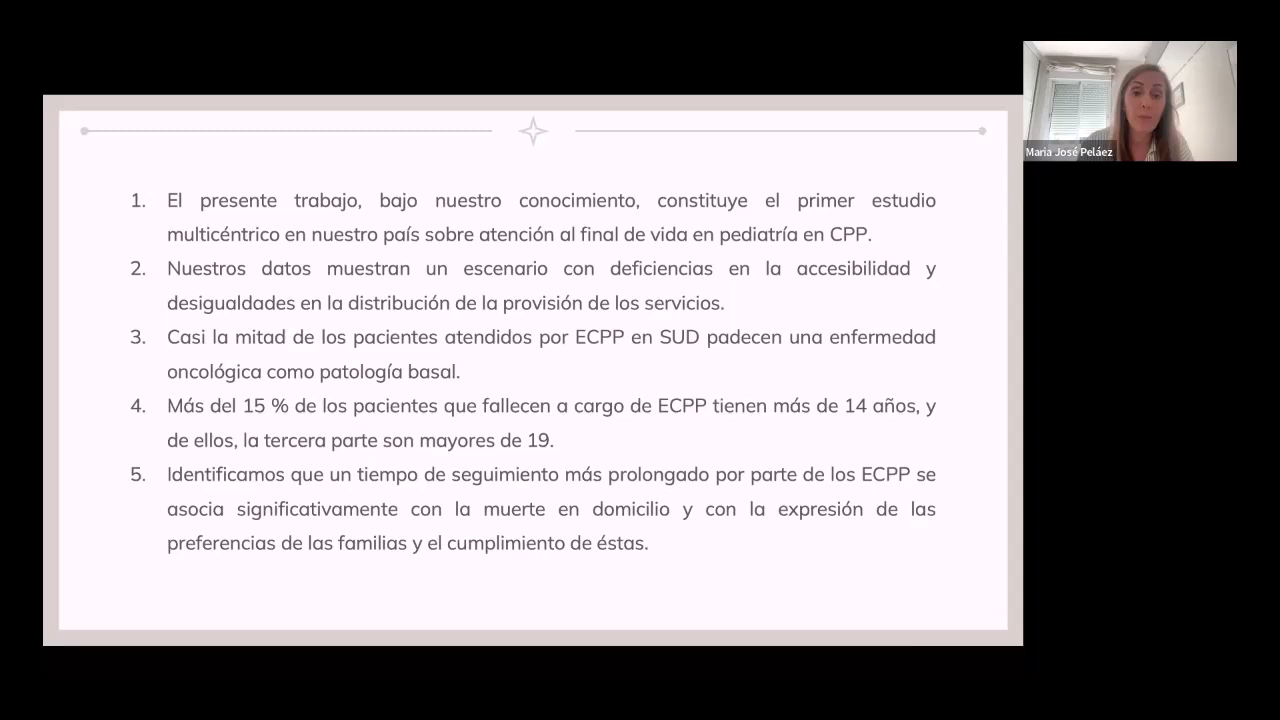 Maria José Peláez
1. El presente trabajo, bajo nuestro conocimiento, constituye el primer estudio
multicéntrico en nuestro país sobre atención al final de vida en pediatría en CPP.
2. Nuestros datos muestran un escenario con deficiencias en la accesibilidad y
desigualdades en la distribución de la provisión de los servicios.
3. Casi la mitad de los pacientes atendidos por ECPP en SUD padecen una enfermedad
oncológica como patología basal.
4. Más del 15 % de los pacientes que fallecen a cargo de ECPP tienen más de 14 años, y
de ellos, la tercera parte son mayores de 19.
5. Identificamos que un tiempo de seguimiento más prolongado por parte de los ECPP se
asocia significativamente con la muerte en domicilio y con la expresión de las
preferencias de las familias y el cumplimiento de éstas.